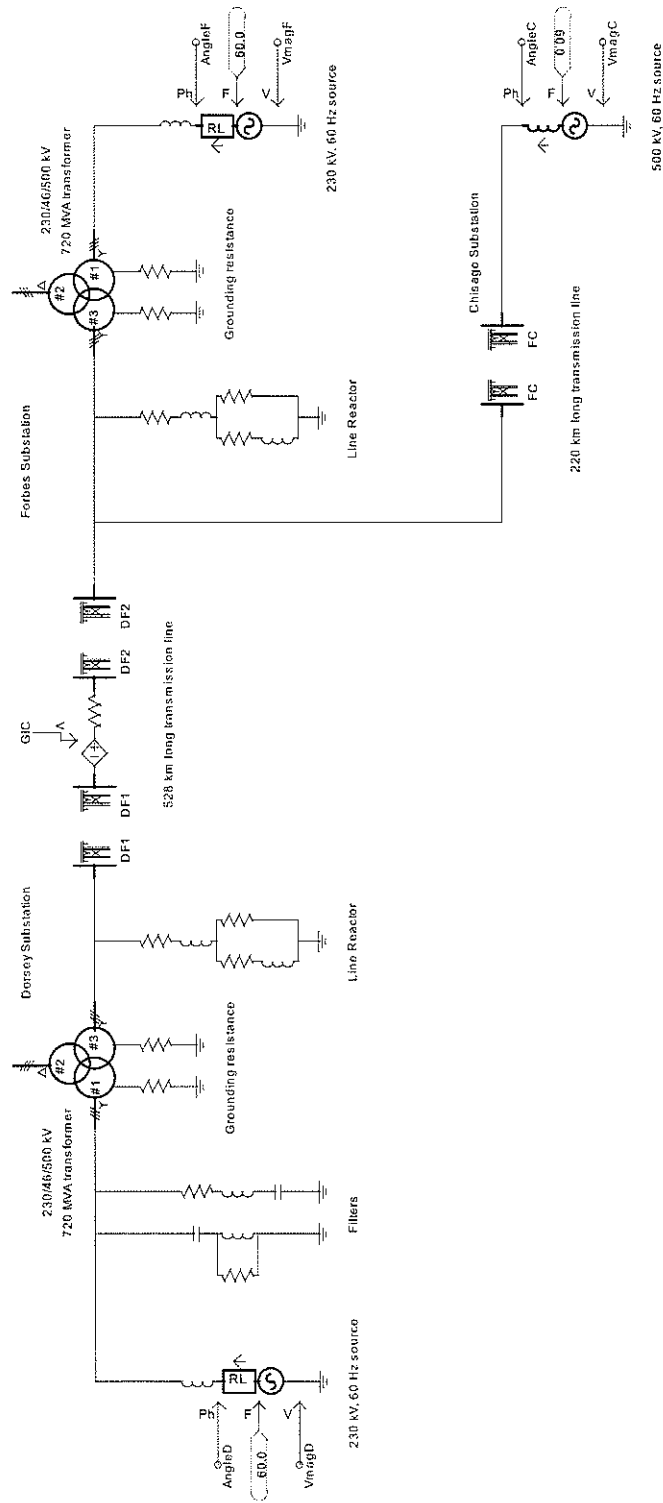 Dorsey Substation
Forbes Substation
230/46/500 kV
720 MVA transformer
230/46/500 kV
720 MVA transformer
GIC
#2
#1
#3
Y
Y
Δ
DF1
DF1
DF2
DF2
528 km long transmission line
#2
#3
#1
Y
Y
Δ
Grounding resistance
Grounding resistance
Filters
Line Reactor
Line Reactor
RL
Ph
F
V
AngleD
60.0
VmagD
230 kV, 60 Hz source
RL
Ph
F
V
AngleF
60.0
VmagF
230 kV, 60 Hz source
Chisago Substation
FC
FC
220 km long transmission line
Ph
F
V
AngleC
60.0
VmagC
500 kV, 60 Hz source